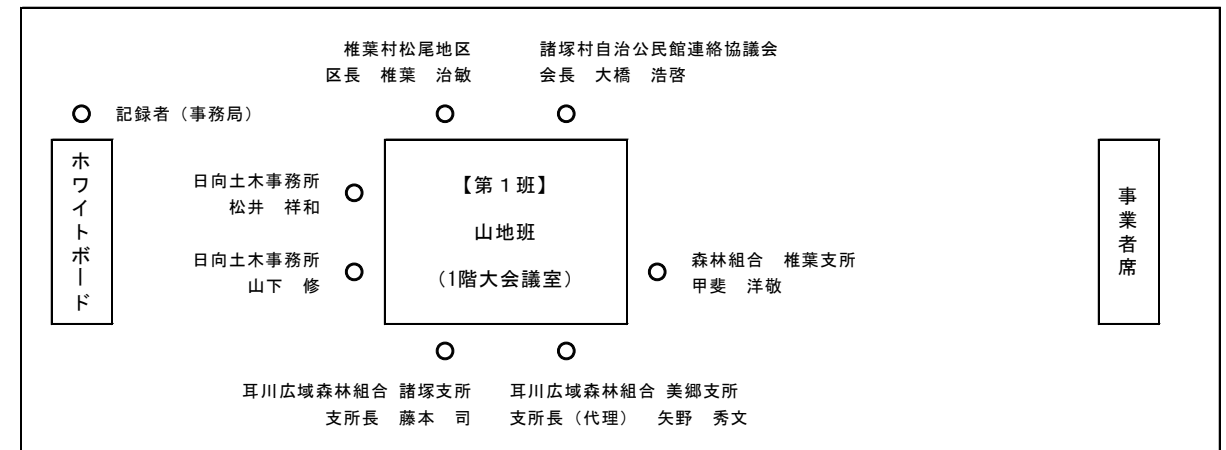 椎葉村松尾地区
区長　椎葉　治敏
諸塚村自治公民館連絡協議会
会長　大橋　浩啓
記録者（事務局）
ホワイトボード
日向土木事務所
松井　祥和
日向土木事務所
山下　修
【第１班】
山地班
（1階大会議室）
森林組合　椎葉支所
甲斐　洋敬
事業者席
耳川広域森林組合 諸塚支所
支所長　藤本　司
耳川広域森林組合 美郷支所
支所長（代理）　矢野　秀文